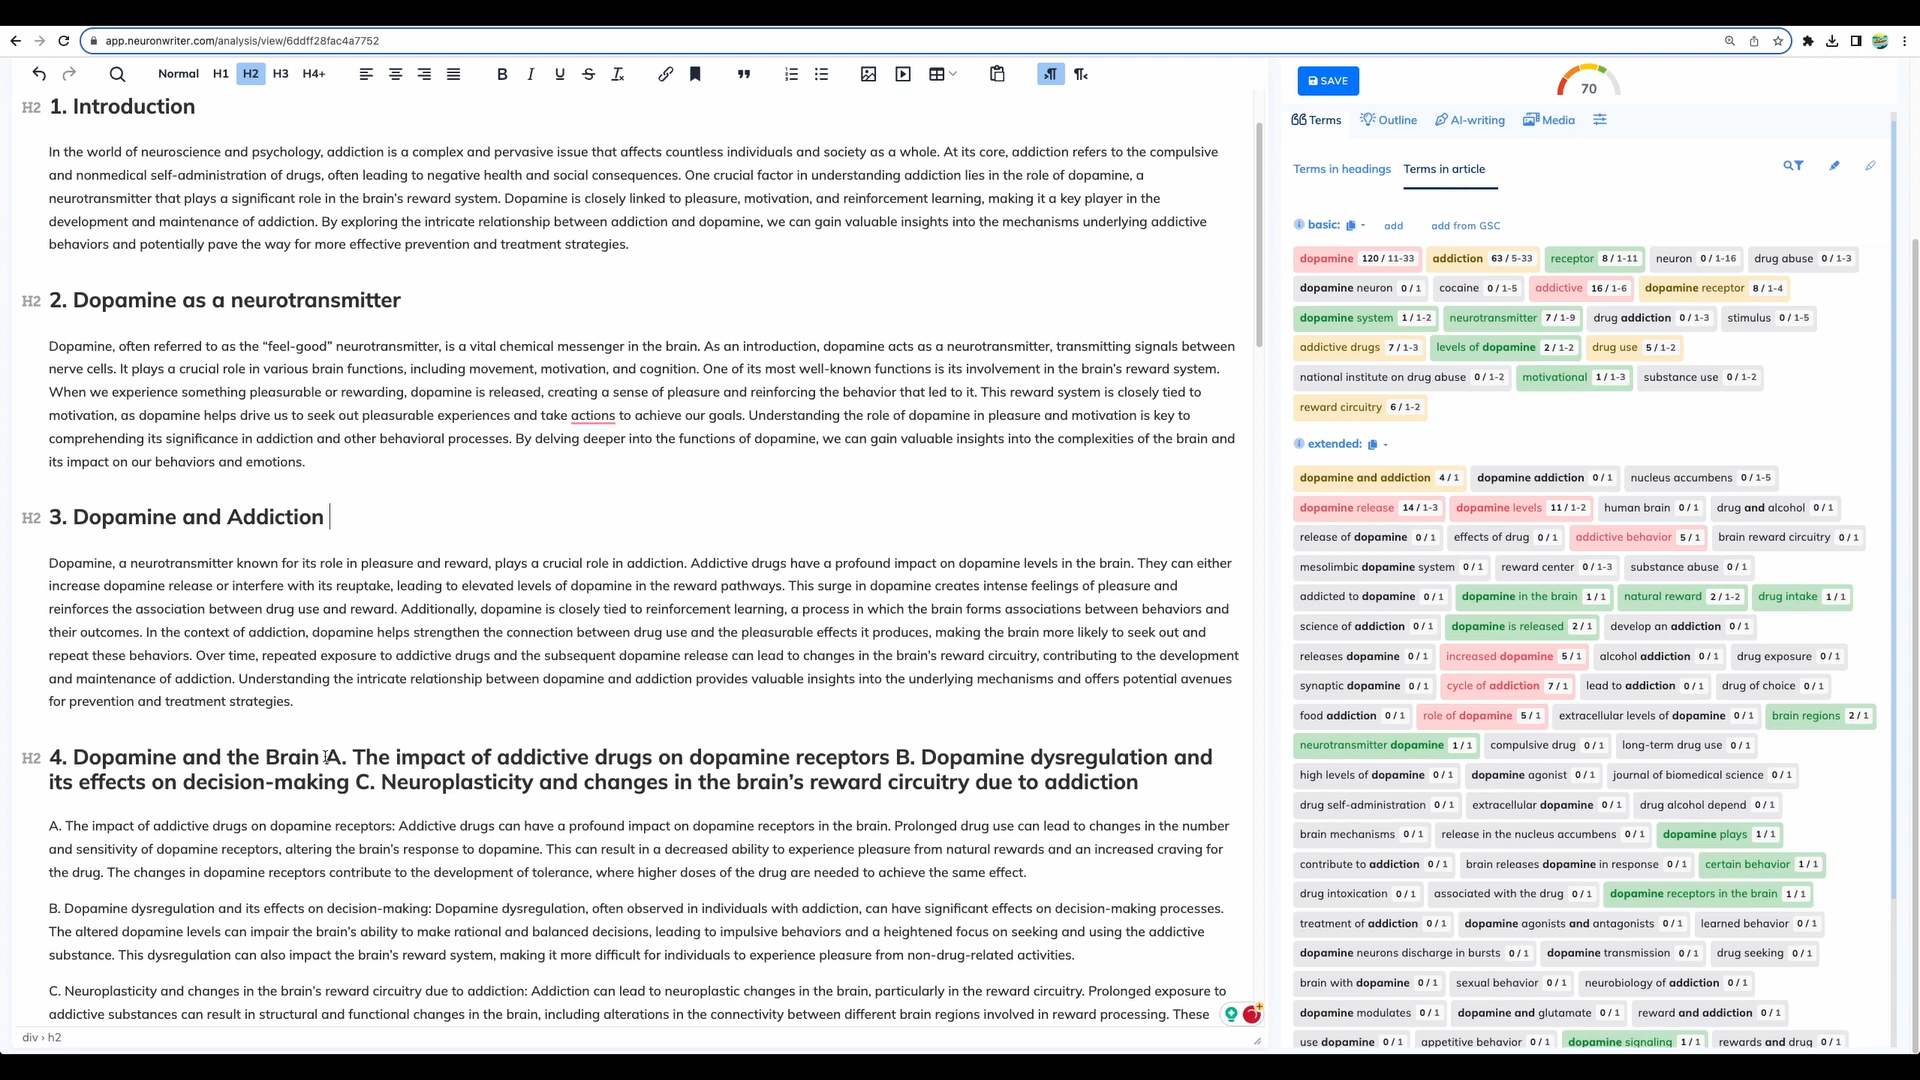 app.neuronwriter.com/analysis/view/6ddff28fac4a7752
Normal H1 H2 H3 H4+
SAVE
70
Terms Outline AI-writing Media
H2 1. Introduction
In the world of neuroscience and psychology, addiction is a complex and pervasive issue that affects countless individuals and society as a whole. At its core, addiction refers to the compulsive
and nonmedical self-administration of drugs, often leading to negative health and social consequences. One crucial factor in understanding addiction lies in the role of dopamine, a
neurotransmitter that plays a significant role in the brain's reward system. Dopamine is closely linked to pleasure, motivation, and reinforcement learning, making it a key player in the
development and maintenance of addiction. By exploring the intricate relationship between addiction and dopamine, we can gain valuable insights into the mechanisms underlying addictive
behaviors and potentially pave the way for more effective prevention and treatment strategies.
H2 2. Dopamine as a neurotransmitter
Dopamine, often referred to as the “feel-good” neurotransmitter, is a vital chemical messenger in the brain. As an introduction, dopamine acts as a neurotransmitter, transmitting signals between
nerve cells. It plays a crucial role in various brain functions, including movement, motivation, and cognition. One of its most well-known functions is its involvement in the brain's reward system.
When we experience something pleasurable or rewarding, dopamine is released, creating a sense of pleasure and reinforcing the behavior that led to it. This reward system is closely tied to
motivation, as dopamine helps drive us to seek out pleasurable experiences and take actions to achieve our goals. Understanding the role of dopamine in pleasure and motivation is key to
comprehending its significance in addiction and other behavioral processes. By delving deeper into the functions of dopamine, we can gain valuable insights into the complexities of the brain and
its impact on our behaviors and emotions.
H2 3. Dopamine and Addiction
Dopamine, a neurotransmitter known for its role in pleasure and reward, plays a crucial role in addiction. Addictive drugs have a profound impact on dopamine levels in the brain. They can either
increase dopamine release or interfere with its reuptake, leading to elevated levels of dopamine in the reward pathways. This surge in dopamine creates intense feelings of pleasure and
reinforces the association between drug use and reward. Additionally, dopamine is closely tied to reinforcement learning, a process in which the brain forms associations between behaviors and
their outcomes. In the context of addiction, dopamine helps strengthen the connection between drug use and the pleasurable effects it produces, making the brain more likely to seek out and
repeat these behaviors. Over time, repeated exposure to addictive drugs and the subsequent dopamine release can lead to changes in the brain's reward circuitry, contributing to the development
and maintenance of addiction. Understanding the intricate relationship between dopamine and addiction provides valuable insights into the underlying mechanisms and offers potential avenues
for prevention and treatment strategies.
H2 4. Dopamine and the Brain A. The impact of addictive drugs on dopamine receptors B. Dopamine dysregulation and
its effects on decision-making C. Neuroplasticity and changes in the brain's reward circuitry due to addiction
A. The impact of addictive drugs on dopamine receptors: Addictive drugs can have a profound impact on dopamine receptors in the brain. Prolonged drug use can lead to changes in the number
and sensitivity of dopamine receptors, altering the brain's response to dopamine. This can result in a decreased ability to experience pleasure from natural rewards and an increased craving for
the drug. The changes in dopamine receptors contribute to the development of tolerance, where higher doses of the drug are needed to achieve the same effect.
B. Dopamine dysregulation and its effects on decision-making: Dopamine dysregulation, often observed in individuals with addiction, can have significant effects on decision-making processes.
The altered dopamine levels can impair the brain's ability to make rational and balanced decisions, leading to impulsive behaviors and a heightened focus on seeking and using the addictive
substance. This dysregulation can also impact the brain's reward system, making it more difficult for individuals to experience pleasure from non-drug-related activities.
C. Neuroplasticity and changes in the brain's reward circuitry due to addiction: Addiction can lead to neuroplastic changes in the brain, particularly in the reward circuitry. Prolonged exposure to
addictive substances can result in structural and functional changes in the brain, including alterations in the connectivity between different brain regions involved in reward processing. These
div › h2
Terms in headings Terms in article
basic: add add from GSC
dopamine 120 / 11-33 addiction 63 / 5-33 receptor 8 / 1-11 neuron 0 / 1-16 drug abuse 0 / 1-3
dopamine neuron 0 / 1 cocaine 0 / 1-5 addictive 16 / 1-6 dopamine receptor 8 / 1-4
dopamine system 1 / 1-2 neurotransmitter 7 / 1-9 drug addiction 0 / 1-3 stimulus 0 / 1-5
addictive drugs 7 / 1-3 levels of dopamine 2 / 1-2 drug use 5 / 1-2
national institute on drug abuse 0 / 1-2 motivational 1 / 1-3 substance use 0 / 1-2
reward circuitry 6 / 1-2
extended:
dopamine and addiction 4 / 1 dopamine addiction 0 / 1 nucleus accumbens 0 / 1-5
dopamine release 14 / 1-3 dopamine levels 11 / 1-2 human brain 0 / 1 drug and alcohol 0 / 1
release of dopamine 0 / 1 effects of drug 0 / 1 addictive behavior 5 / 1 brain reward circuitry 0 / 1
mesolimbic dopamine system 0 / 1 reward center 0 / 1-3 substance abuse 0 / 1
addicted to dopamine 0 / 1 dopamine in the brain 1 / 1 natural reward 2 / 1-2 drug intake 1 / 1
science of addiction 0 / 1 dopamine is released 2 / 1 develop an addiction 0 / 1
releases dopamine 0 / 1 increased dopamine 5 / 1 alcohol addiction 0 / 1 drug exposure 0 / 1
synaptic dopamine 0 / 1 cycle of addiction 7 / 1 lead to addiction 0 / 1 drug of choice 0 / 1
food addiction 0 / 1 role of dopamine 5 / 1 extracellular levels of dopamine 0 / 1 brain regions 2 / 1
neurotransmitter dopamine 1 / 1 compulsive drug 0 / 1 long-term drug use 0 / 1
high levels of dopamine 0 / 1 dopamine agonist 0 / 1 journal of biomedical science 0 / 1
drug self-administration 0 / 1 extracellular dopamine 0 / 1 drug alcohol depend 0 / 1
brain mechanisms 0 / 1 release in the nucleus accumbens 0 / 1 dopamine plays 1 / 1
contribute to addiction 0 / 1 brain releases dopamine in response 0 / 1 certain behavior 1 / 1
drug intoxication 0 / 1 associated with the drug 0 / 1 dopamine receptors in the brain 1 / 1
treatment of addiction 0 / 1 dopamine agonists and antagonists 0 / 1 learned behavior 0 / 1
dopamine neurons discharge in bursts 0 / 1 dopamine transmission 0 / 1 drug seeking 0 / 1
brain with dopamine 0 / 1 sexual behavior 0 / 1 neurobiology of addiction 0 / 1
dopamine modulates 0 / 1 dopamine and glutamate 0 / 1 reward and addiction 0 / 1
use dopamine 0 / 1 appetitive behavior 0 / 1 dopamine signaling 1 / 1 rewards and drug 0 / 1